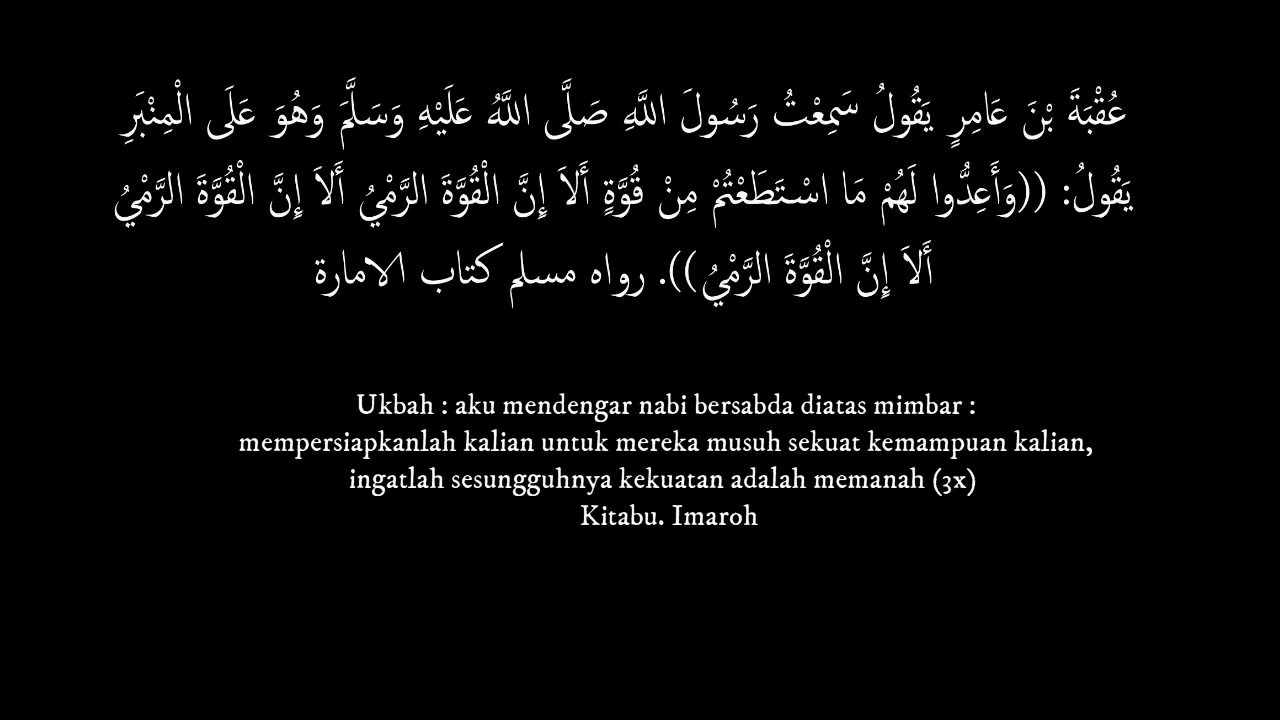 عُقْبَةَ بْنَ عَامِرٍ يَقُولُ سَمِعْتُ رَسُولَ اللَّهِ صَلَّى اللَّهُ عَلَيْهِ وَسَلَّمَ وَهُوَ عَلَى الْمِنْبَرِ
يَقُولُ: ((وَأَعِدُّوا لَهُمْ مَا اسْتَطَعْتُمْ مِنْ قُوَّةٍ أَلاَ إِنَّ الْقُوَّةَ الرَّمْيُ أَلاَ إِنَّ الْقُوَّةَ الرَّمْيُ
أَلاَ إِنَّ الْقُوَّةَ الرَّمْيُ)). رواه مسلم كتاب الامارة
Ukbah : aku mendengar nabi bersabda diatas mimbar :
mempersiapkanlah kalian untuk mereka musuh sekuat kemampuan kalian,
ingatlah sesungguhnya kekuatan adalah memanah (3x)
Kitabu. Imaroh